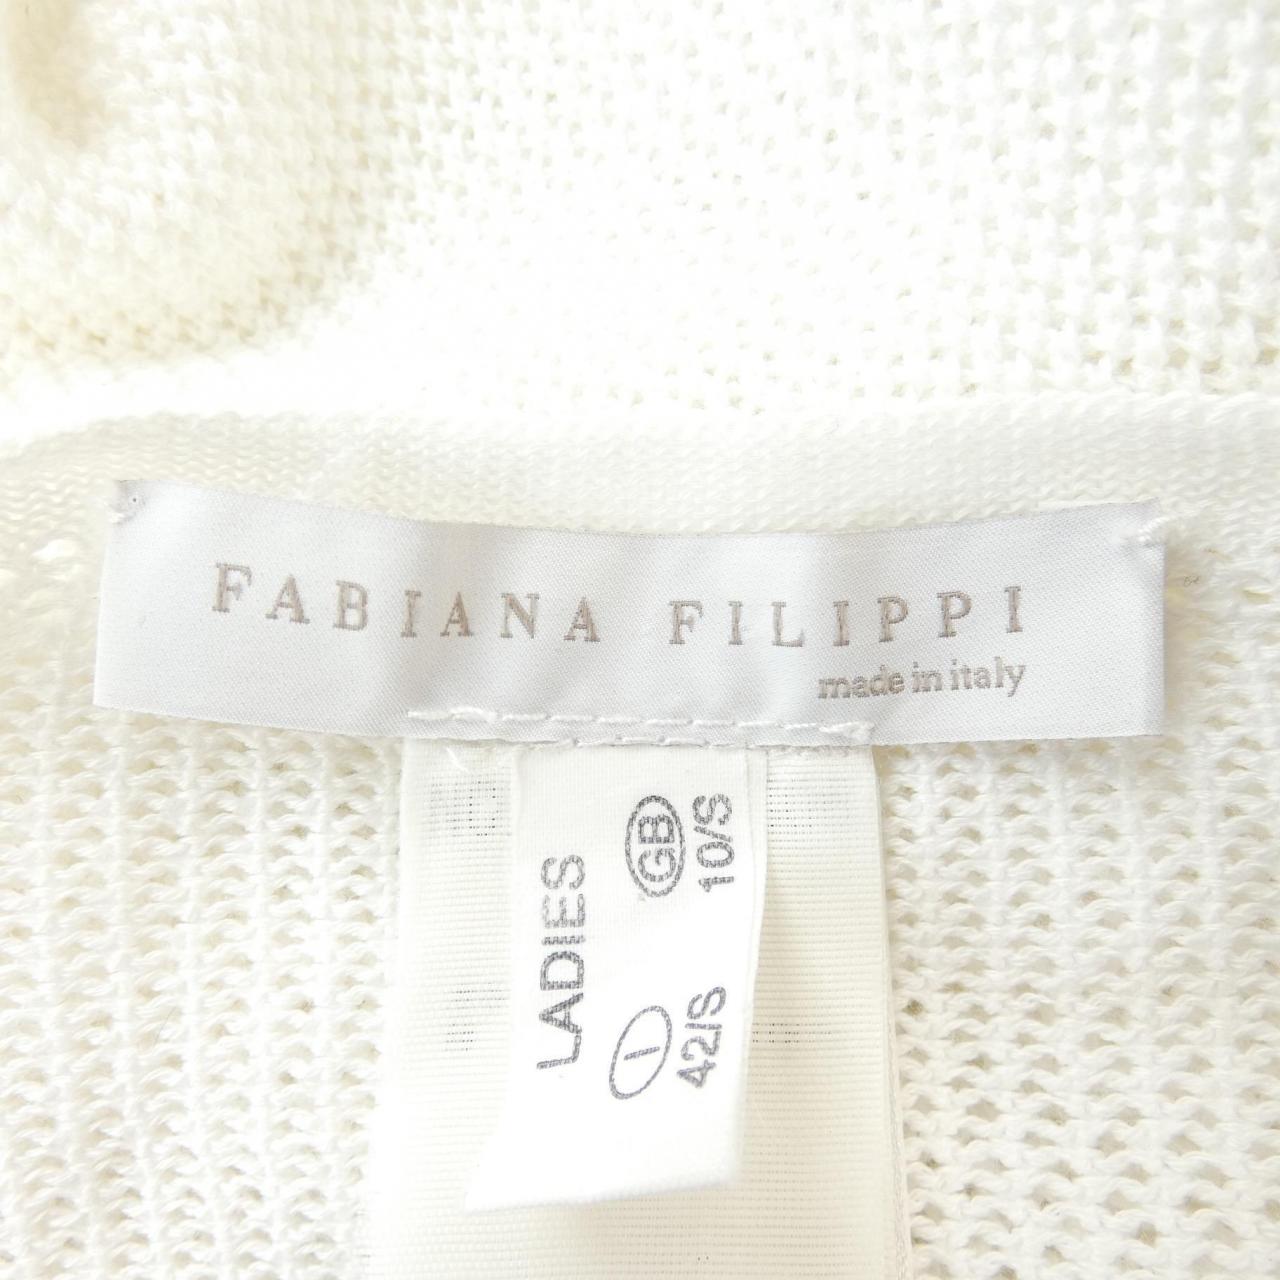 FABIANA FILIPPI
made in italy
LADIES
I GB
42/S 10/S